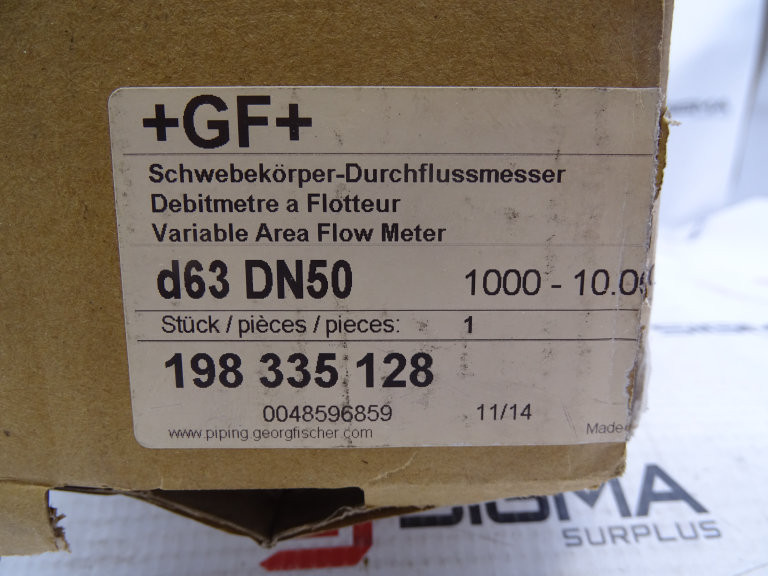 +GF+
Schwebekörper-Durchflussmesser
Debitmetre a Flotteur
Variable Area Flow Meter
d63 DN50 1000 - 10.0
Stück / pièces / pieces: 1
198 335 128
0048596859 11/14
www.piping.georgfischer.com Made
SIGMA
SURPLUS